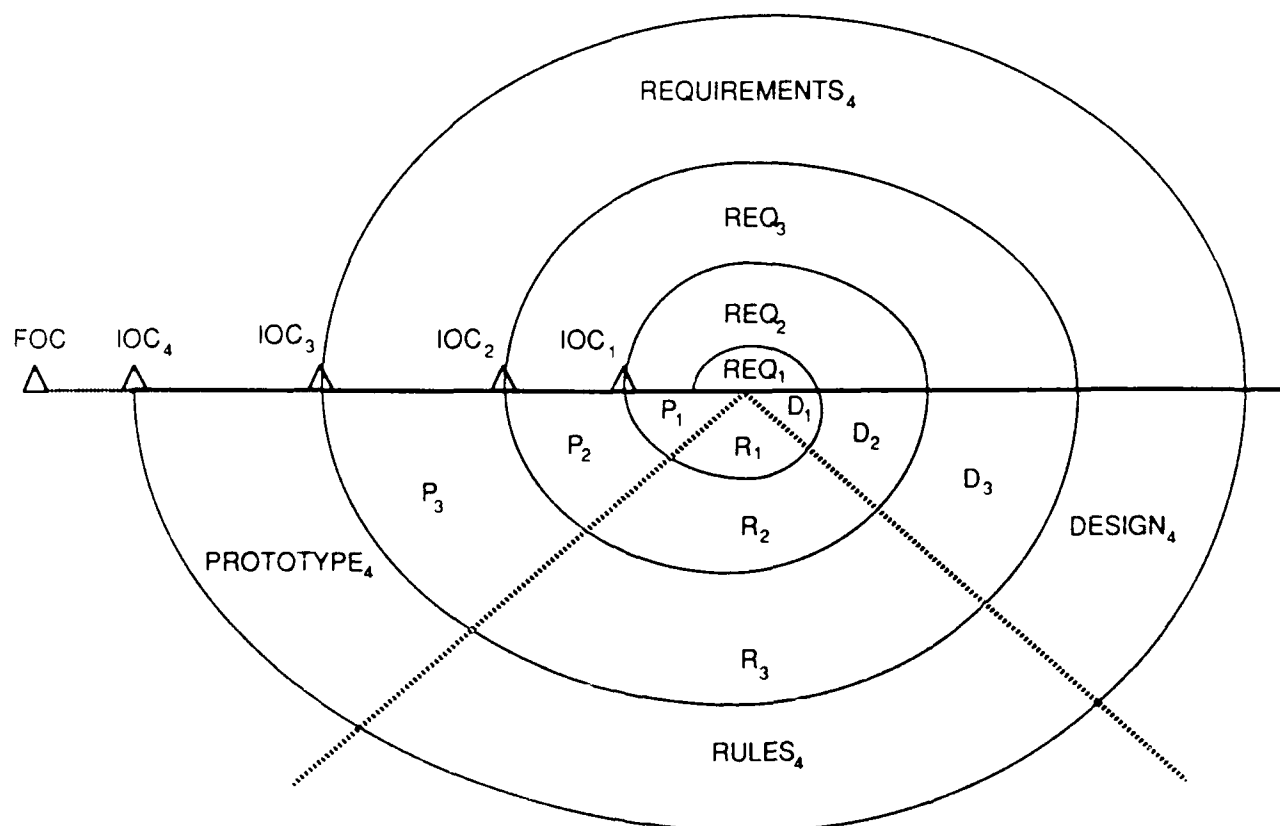 REQUIREMENTS₄
REQ₃
REQ₂
REQ₁
FOC IOC₄ IOC₃ IOC₂ IOC₁
P₁ D₁
P₂ R₁ D₂
P₃ D₃
R₂
PROTOTYPE₄ DESIGN₄
R₃
RULES₄